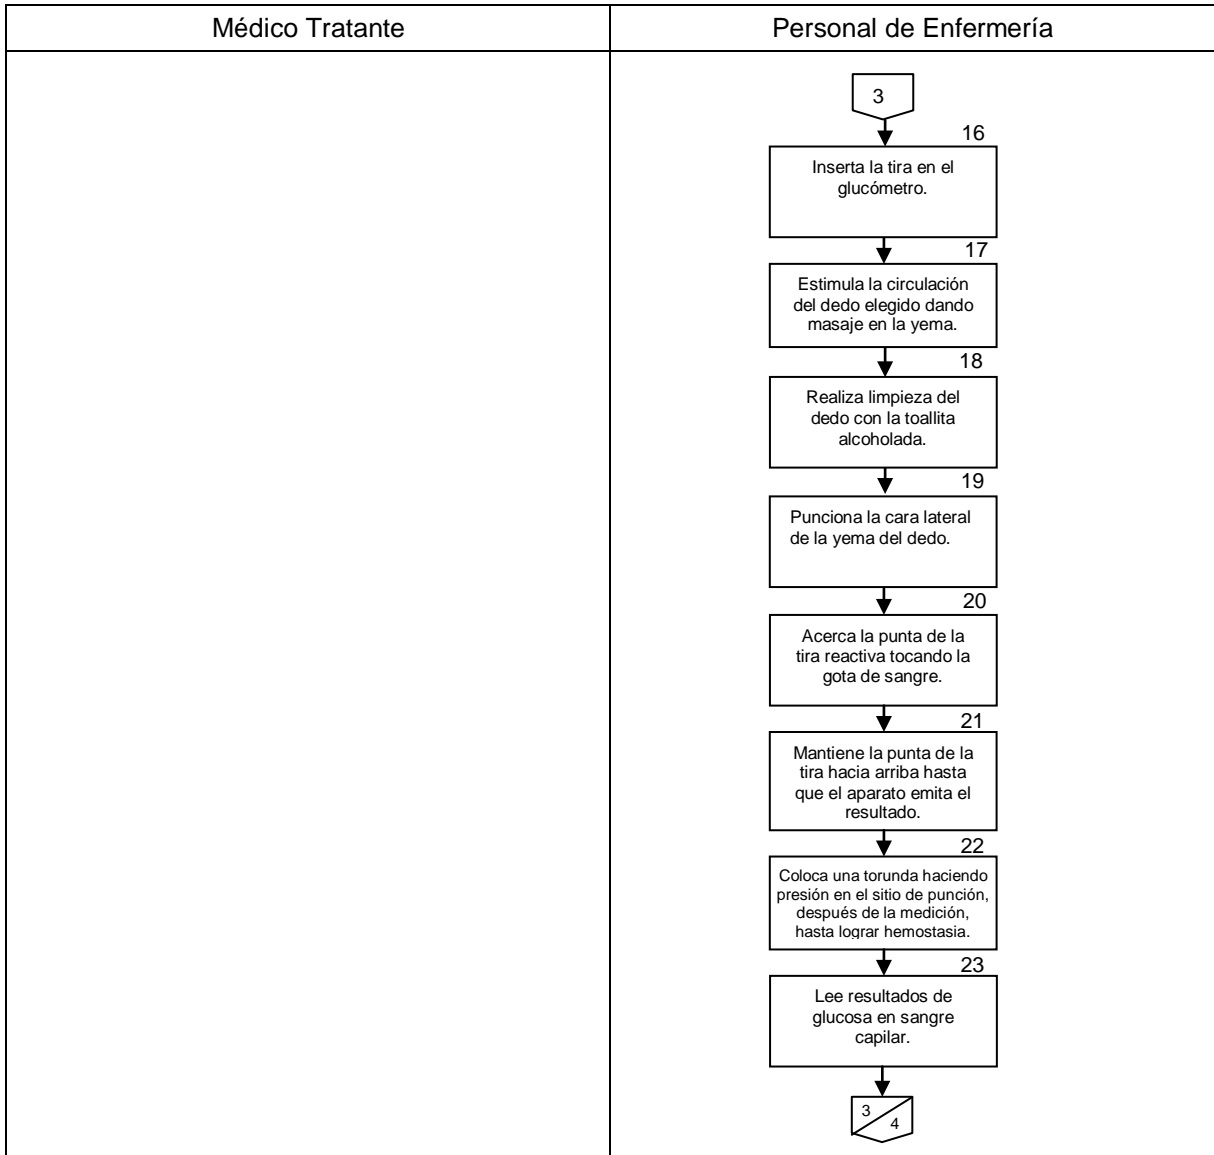 Médico Tratante
Personal de Enfermería
3
16
Inserta la tira en el
glucómetro.
17
Estimula la circulación
del dedo elegido dando
masaje en la yema.
18
Realiza limpieza del
dedo con la toallita
alcoholada.
19
Punciona la cara lateral
de la yema del dedo.
20
Acerca la punta de la
tira reactiva tocando la
gota de sangre.
21
Mantiene la punta de la
tira hacia arriba hasta
que el aparato emita el
resultado.
22
Coloca una torunda haciendo
presión en el sitio de punción,
después de la medición,
hasta lograr hemostasia.
23
Lee resultados de
glucosa en sangre
capilar.
3
4